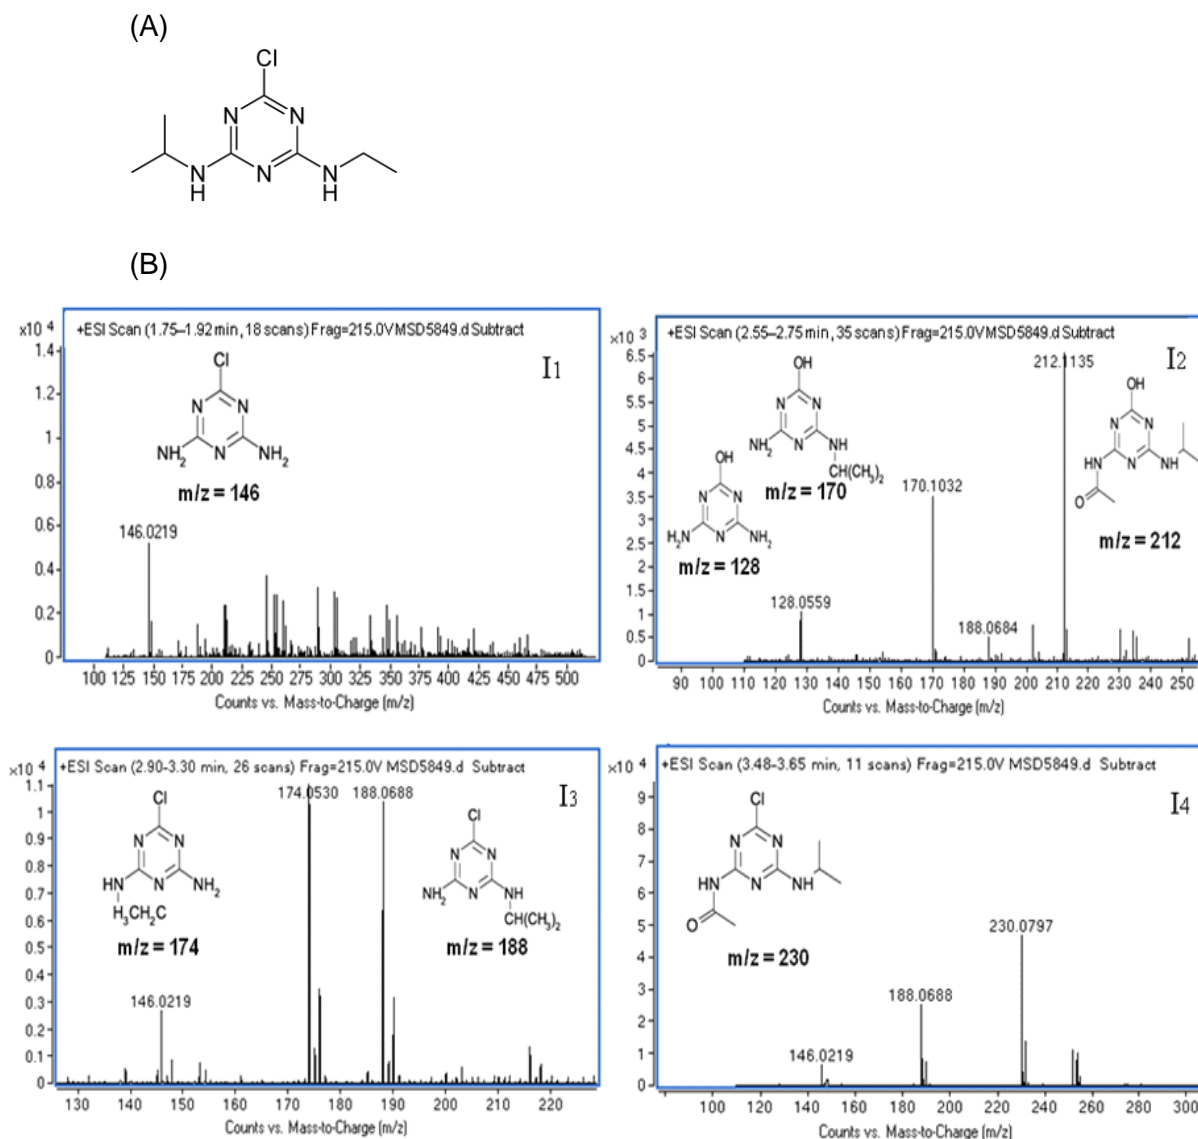 (A)
Cl
N N
N
N
H
N
H
(B)
+ESI Scan (1.75–1.92 min, 18 scans) Frag=215.0V MSD5849.d Subtract
x10 4
I1
1.4
1.2
1
0.8
0.6
0.4
0.2
0
Cl
N N
NH2 N NH2
m/z = 146
146.0219
100 125 150 175 200 225 250 275 300 325 350 375 400 425 450 475 500
Counts vs. Mass-to-Charge (m/z)
+ESI Scan (2.55–2.75 min, 35 scans) Frag=215.0V MSD5849.d Subtract
x10 3
I2
6.5
6
5.5
5
4.5
4
3.5
3
2.5
2
1.5
1
0.5
0
212.1135
OH
N N
NH2 N NH
CH(CH3)2
m/z = 170
OH
N N
H2N N NH2
m/z = 128
OH
N N
HN N NH
O
m/z = 212
170.1032
128.0559
188.0684
90 100 110 120 130 140 150 160 170 180 190 200 210 220 230 240 250
Counts vs. Mass-to-Charge (m/z)
+ESI Scan (2.90-3.30 min, 26 scans) Frag=215.0V MSD5849.d Subtract
x10 4
I3
1.1
1
0.9
0.8
0.7
0.6
0.5
0.4
0.3
0.2
0.1
0
174.0530 188.0688
Cl
N N
HN N NH2
H3CH2C
m/z = 174
Cl
N N
NH2 N NH
CH(CH3)2
m/z = 188
146.0219
130 140 150 160 170 180 190 200 210 220
Counts vs. Mass-to-Charge (m/z)
+ESI Scan (3.48-3.65 min, 11 scans) Frag=215.0V MSD5849.d Subtract
x10 4
I4
9
8
7
6
5
4
3
2
1
0
Cl
N N
HN N NH
O
m/z = 230
230.0797
188.0688
146.0219
100 120 140 160 180 200 220 240 260 280 300
Counts vs. Mass-to-Charge (m/z)